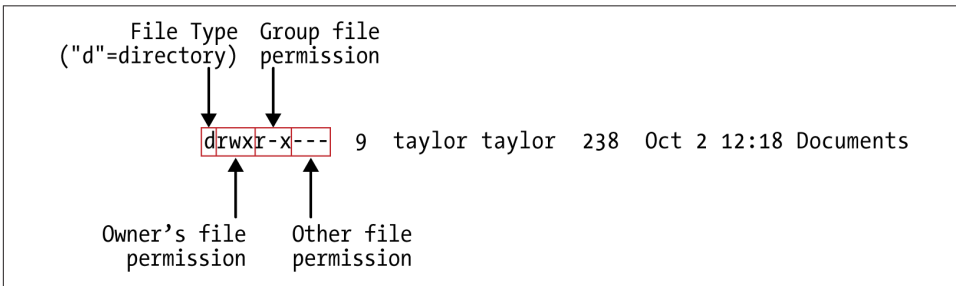 File Type
("d"=directory)
Group file
permission
drwxr-x--- 9 taylor taylor 238 Oct 2 12:18 Documents
Owner’s file
permission
Other file
permission